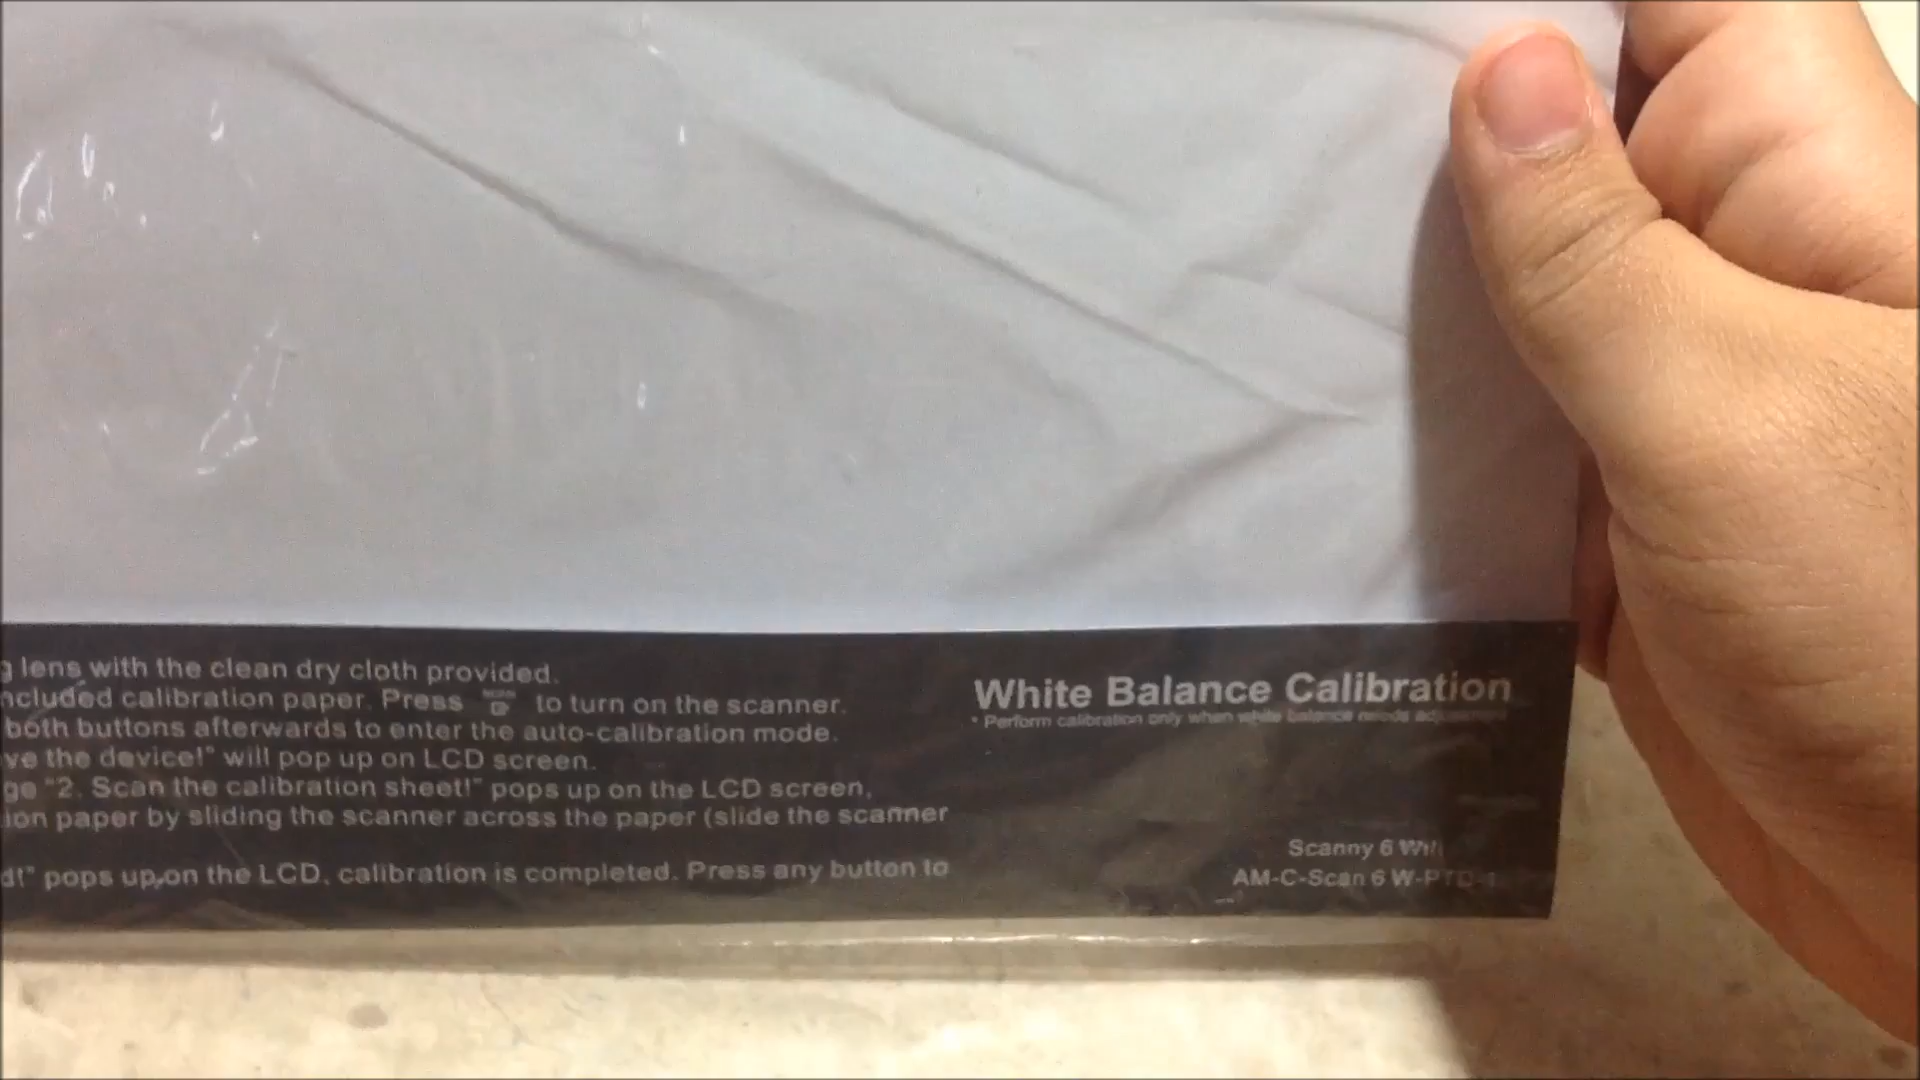 g lens with the clean dry cloth provided.
ncluded calibration paper. Press to turn on the scanner.
both buttons afterwards to enter the auto-calibration mode.
ve the device!" will pop up on LCD screen.
ge "2. Scan the calibration sheet!" pops up on the LCD screen,
ion paper by sliding the scanner across the paper (slide the scanner
d!" pops up on the LCD, calibration is completed. Press any button to
White Balance Calibration
* Perform calibration only when white balance needs adjustment
Scanny 6
AM-C-Scan 6 W-PTD-1